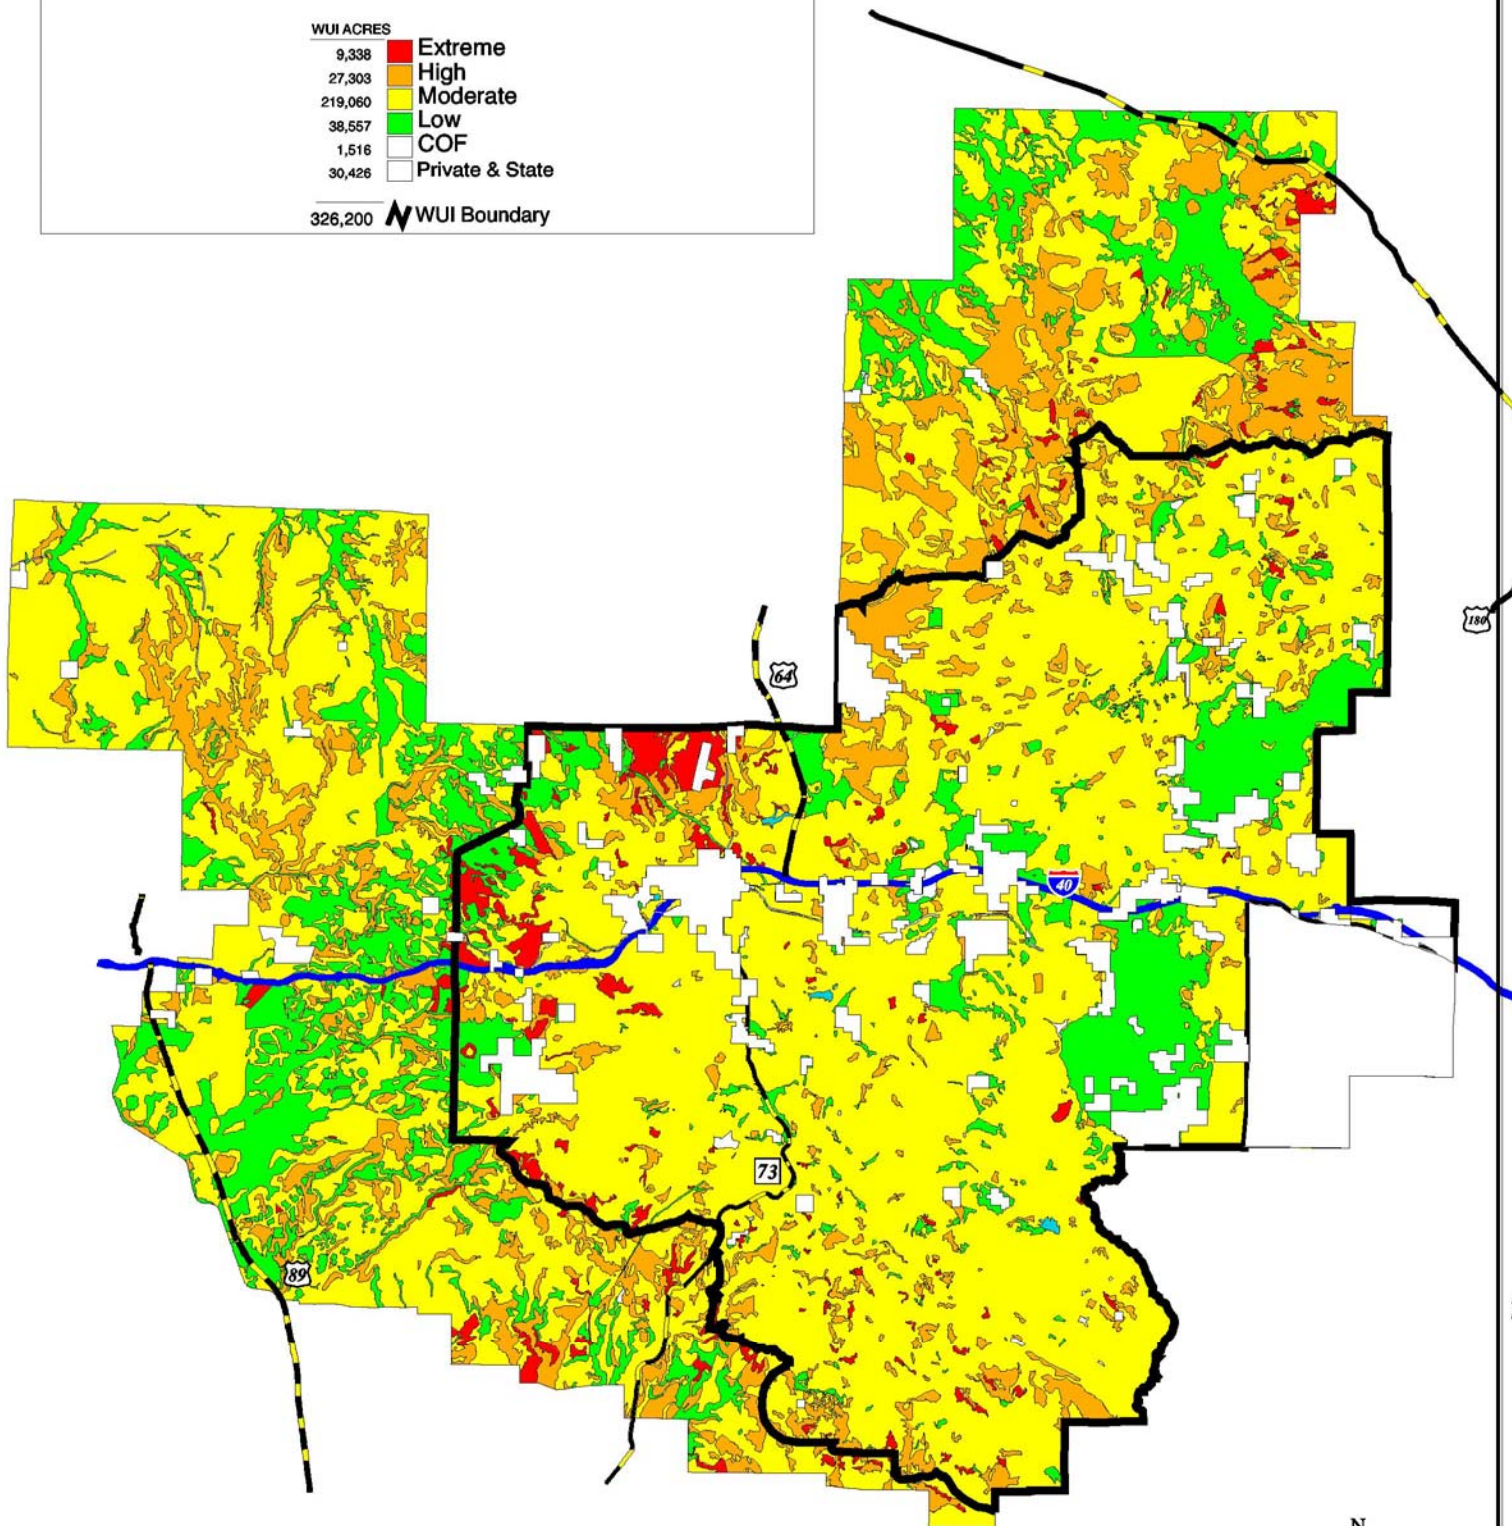 WUI ACRES
9,338 Extreme
27,303 High
219,060 Moderate
38,557 Low
1,516 COF
30,426 Private & State
326,200 WUI Boundary
180
64
40
73
89
N